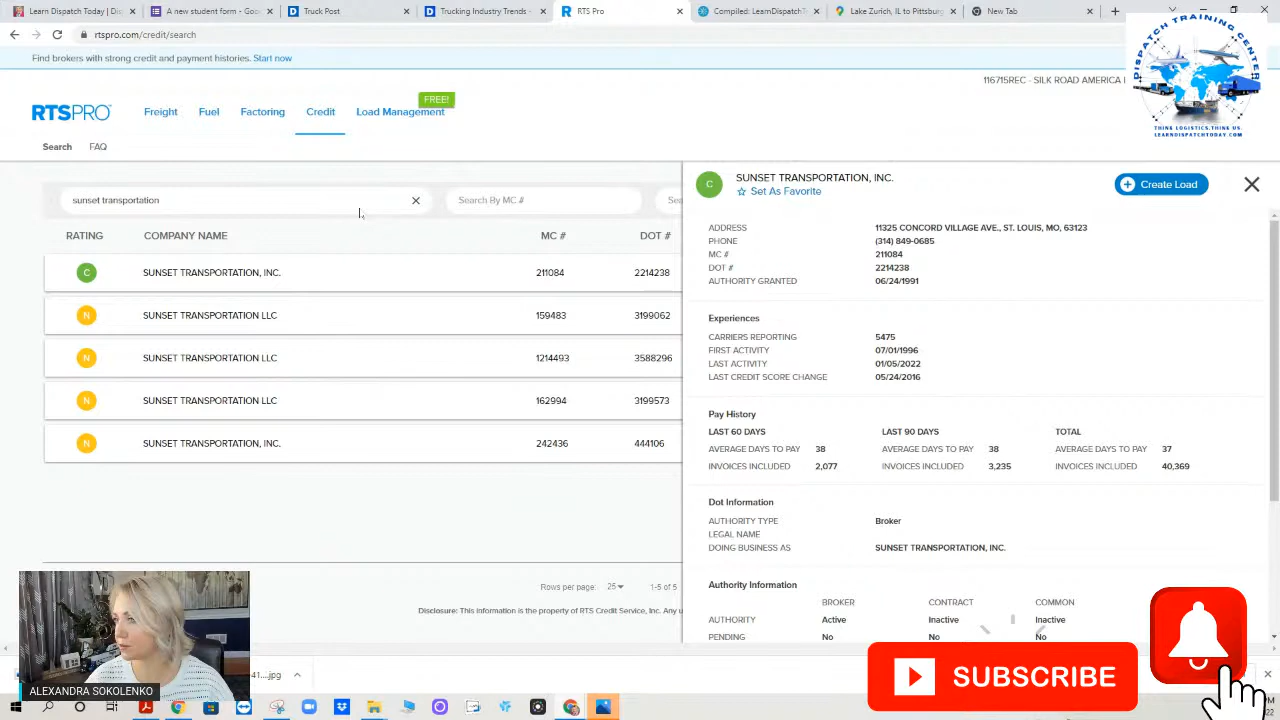 A new student form - Goo
Truck Post
Trucking Industry Trends -
RTS Pro
Compiled: LearnDispatchT
Lake Zurich, IL to Pittsburg
New Tab
rtspro.com/credit/search
Find brokers with strong credit and payment histories. Start now
116715REC - SILK ROAD AMERICA
DISPATCH TRAINING CENTER
THINK LOGISTICS.THINK US.
LEARNDISPATCHTODAY.COM
FREE!
RTSPRO Freight Fuel Factoring Credit Load Management
Search FAQ
sunset transportation Search By MC # Sea
RATING COMPANY NAME MC # DOT #
C SUNSET TRANSPORTATION, INC. 211084 2214238
N SUNSET TRANSPORTATION LLC 159483 3199062
N SUNSET TRANSPORTATION LLC 1214493 3588296
N SUNSET TRANSPORTATION LLC 162994 3199573
N SUNSET TRANSPORTATION, INC. 242436 444106
Rows per page: 25 1-5 of 5
Disclosure: This information is the property of RTS Credit Service, Inc. Any u
C SUNSET TRANSPORTATION, INC.
Set As Favorite
Create Load
ADDRESS 11325 CONCORD VILLAGE AVE., ST. LOUIS, MO, 63123
PHONE (314) 849-0685
MC # 211084
DOT # 2214238
AUTHORITY GRANTED 06/24/1991
Experiences
CARRIERS REPORTING 5475
FIRST ACTIVITY 07/01/1996
LAST ACTIVITY 01/05/2022
LAST CREDIT SCORE CHANGE 05/24/2016
Pay History
LAST 60 DAYS LAST 90 DAYS TOTAL
AVERAGE DAYS TO PAY 38 AVERAGE DAYS TO PAY 38 AVERAGE DAYS TO PAY 37
INVOICES INCLUDED 2,077 INVOICES INCLUDED 3,235 INVOICES INCLUDED 40,369
Dot Information
AUTHORITY TYPE Broker
LEGAL NAME
DOING BUSINESS AS SUNSET TRANSPORTATION, INC.
Authority Information
BROKER CONTRACT COMMON
AUTHORITY Active Inactive Inactive
PENDING No No No
SUBSCRIBE
41....jpg
ALEXANDRA SOKOLENKO